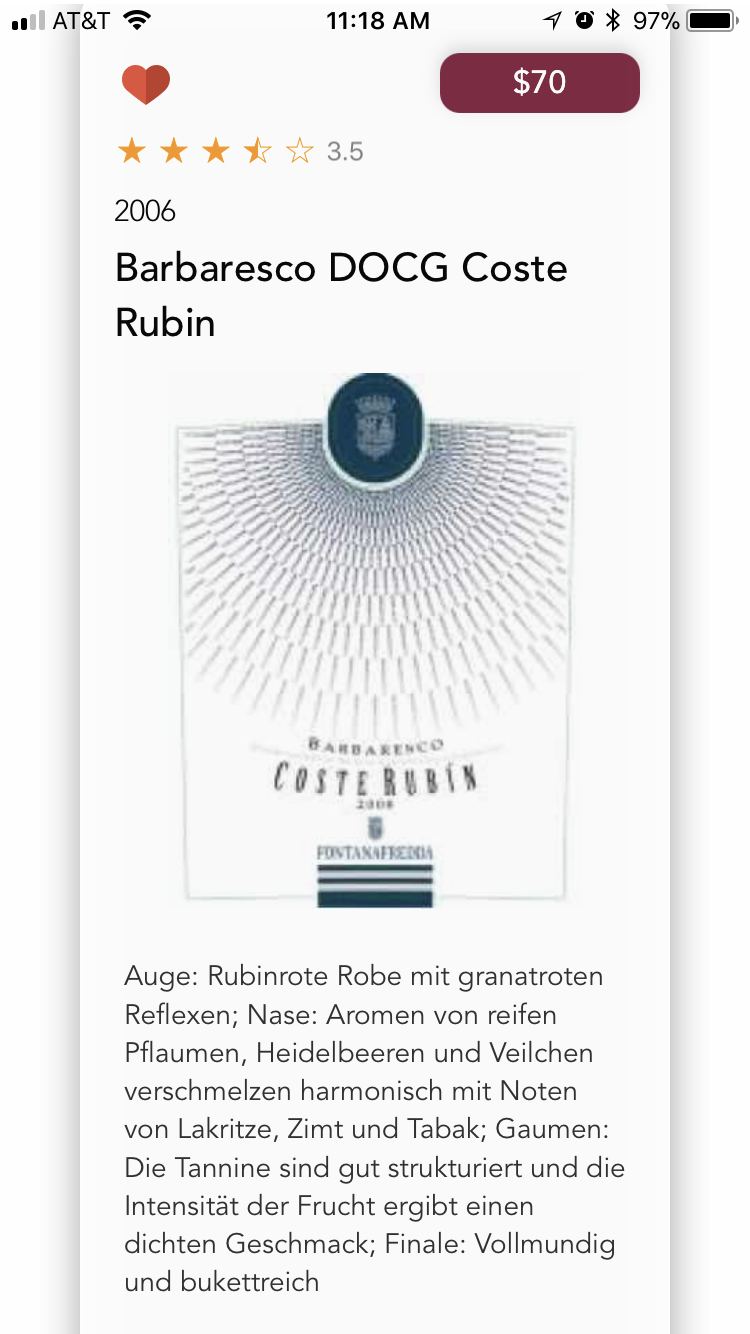 AT&T 11:18 AM 97%
$70
3.5
2006
Barbaresco DOCG Coste
Rubin
BARBARESCO
COSTE RUBÍN
FONTANAFREDDA
Auge: Rubinrote Robe mit granatroten
Reflexen; Nase: Aromen von reifen
Pflaumen, Heidelbeeren und Veilchen
verschmelzen harmonisch mit Noten
von Lakritze, Zimt und Tabak; Gaumen:
Die Tannine sind gut strukturiert und die
Intensität der Frucht ergibt einen
dichten Geschmack; Finale: Vollmundig
und bukettreich